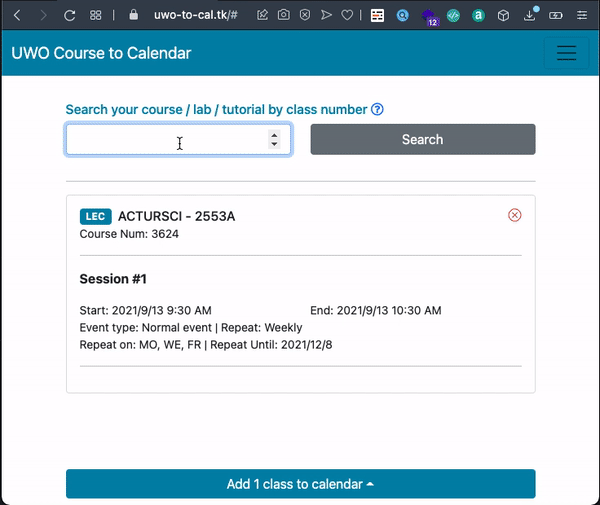 uwo-to-cal.tk/#
12
UWO Course to Calendar
Search your course / lab / tutorial by class number ?
Search
LEC ACTURSCI - 2553A
Course Num: 3624
Session #1
Start: 2021/9/13 9:30 AM End: 2021/9/13 10:30 AM
Event type: Normal event | Repeat: Weekly
Repeat on: MO, WE, FR | Repeat Until: 2021/12/8
Add 1 class to calendar